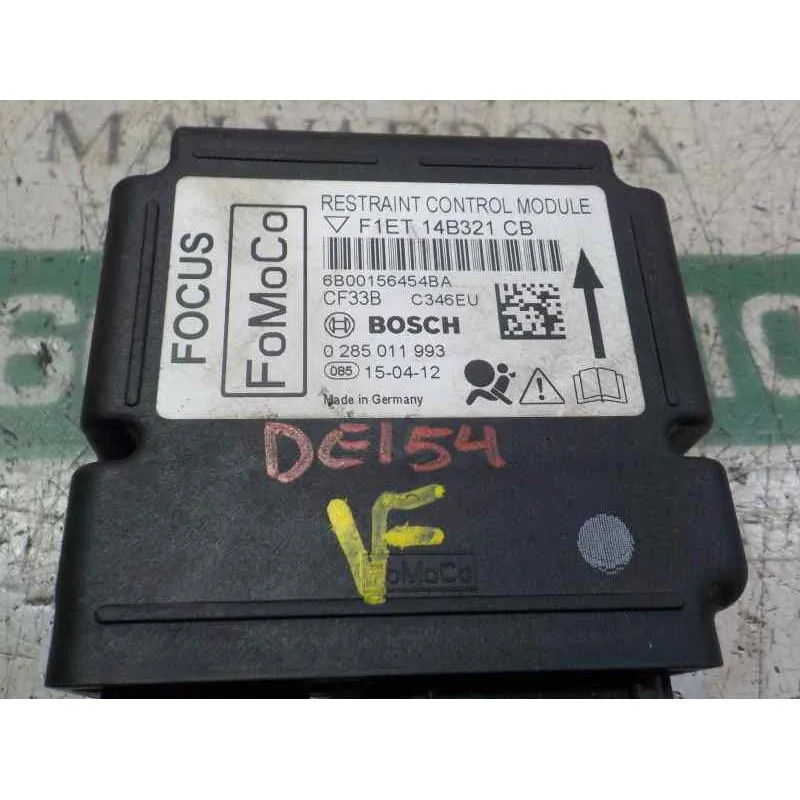 MALVARROSA
FOCUS
FoMoCo
RESTRAINT CONTROL MODULE
F1ET 14B321 CB
6B00156454BA
CF33B C346EU
BOSCH
0 285 011 993
085 15-04-12
Made in Germany
DE154
VF
FoMoCo